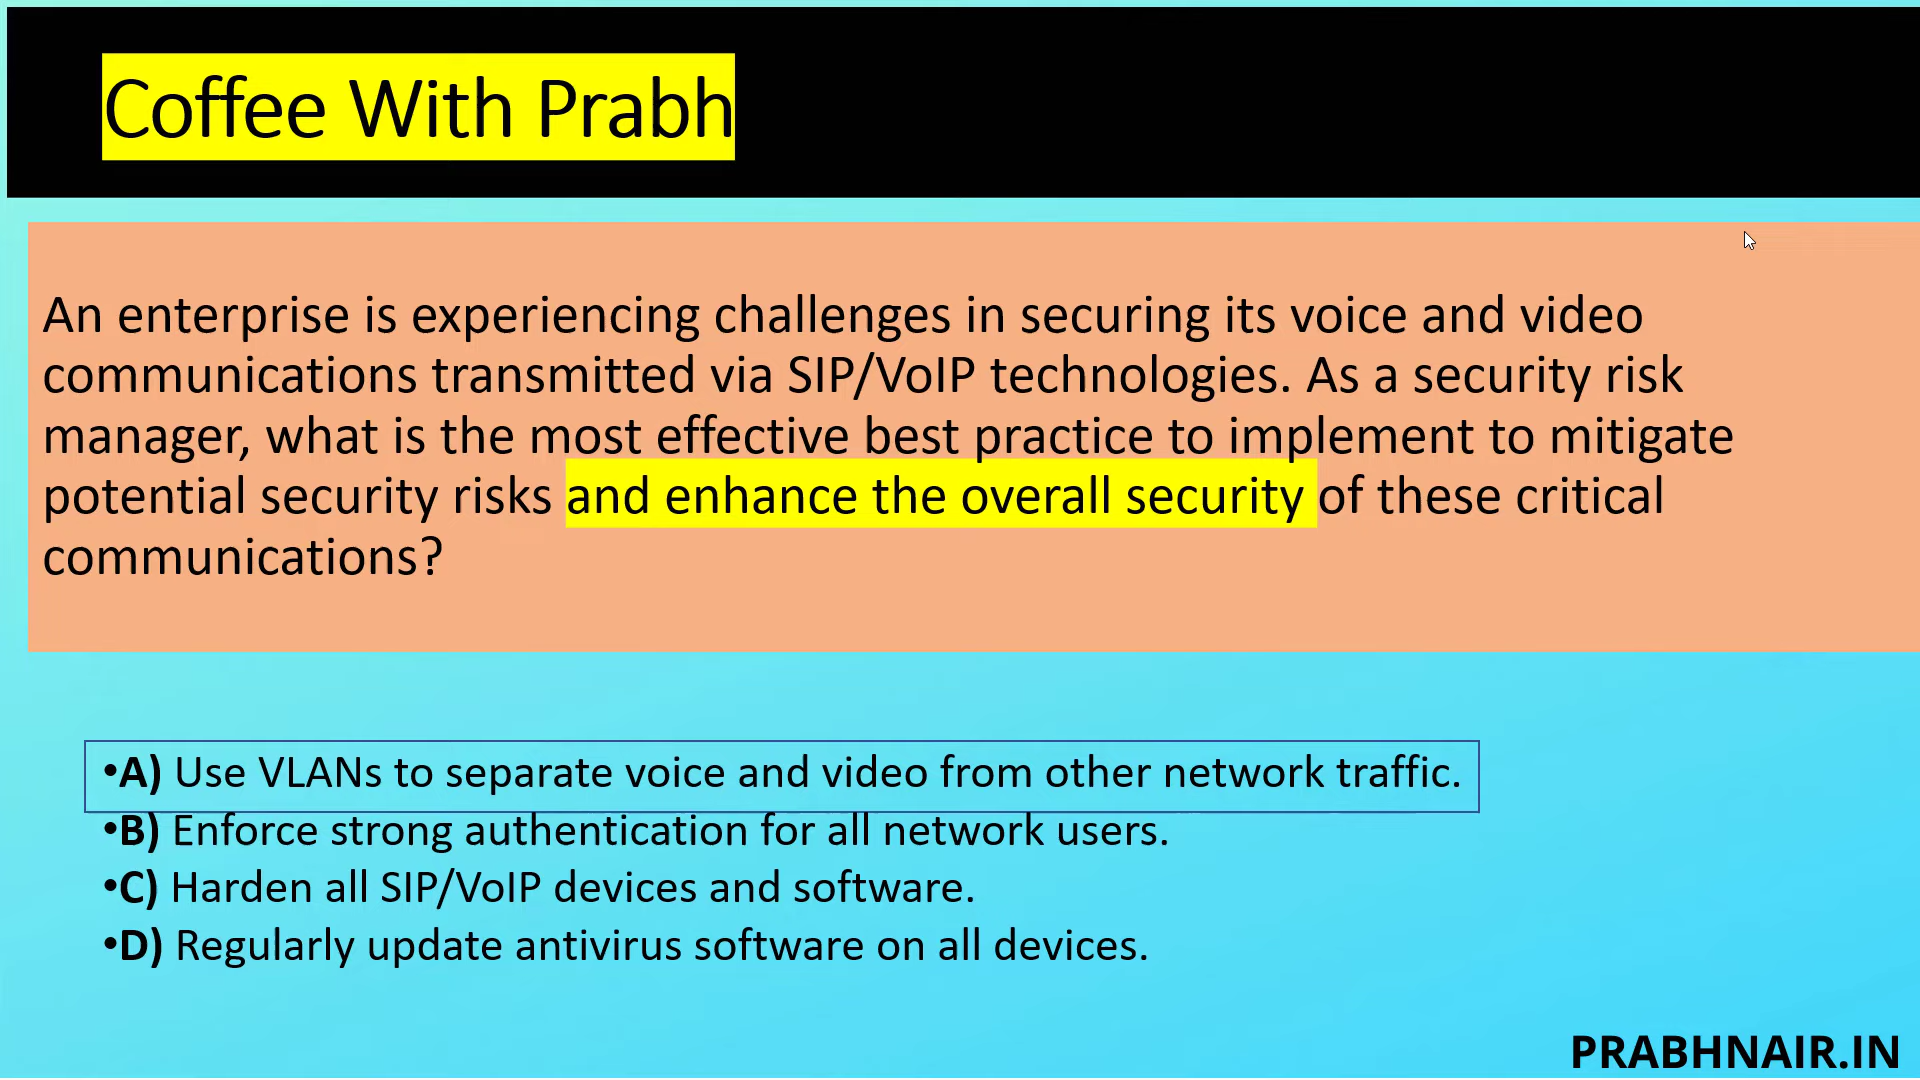 Coffee With Prabh
An enterprise is experiencing challenges in securing its voice and video
communications transmitted via SIP/VoIP technologies. As a security risk
manager, what is the most effective best practice to implement to mitigate
potential security risks and enhance the overall security of these critical
communications?
•A) Use VLANs to separate voice and video from other network traffic.
•B) Enforce strong authentication for all network users.
•C) Harden all SIP/VoIP devices and software.
•D) Regularly update antivirus software on all devices.
PRABHNAIR.IN